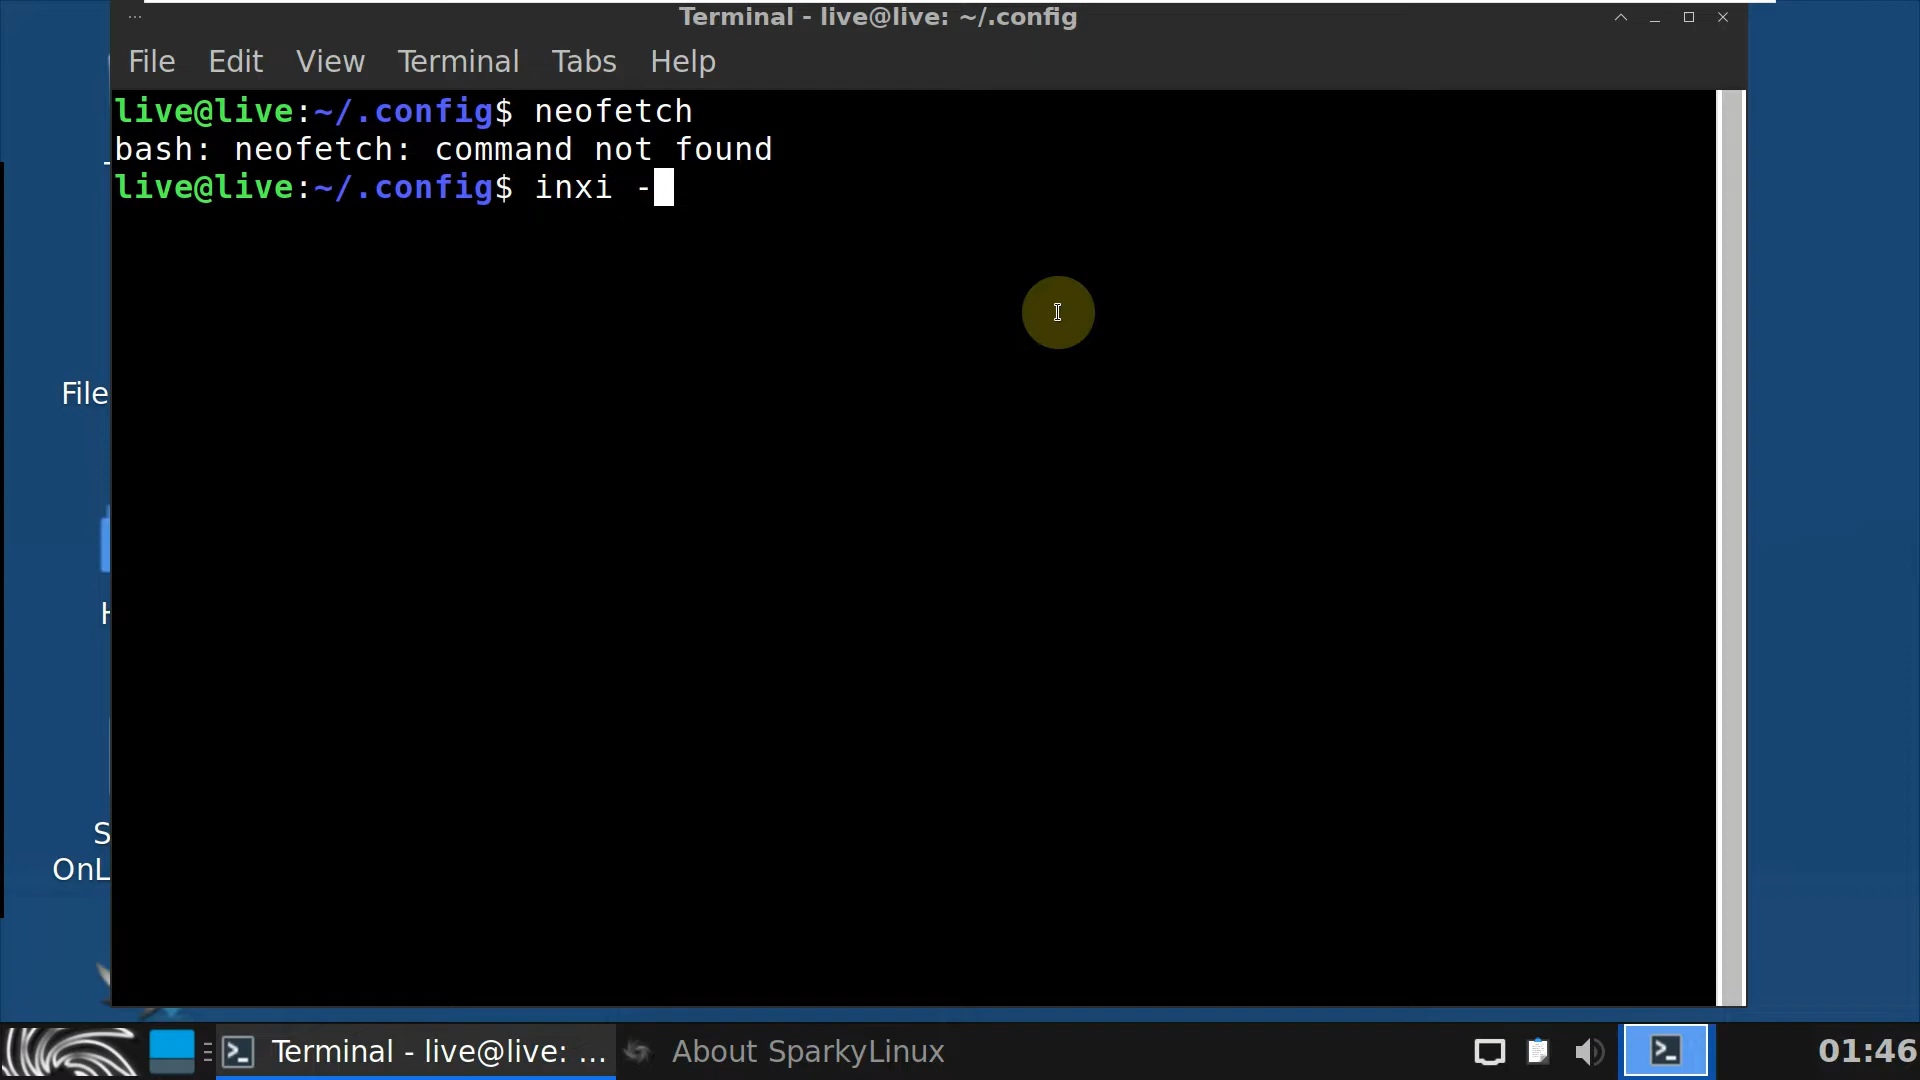 Terminal - live@live: ~/.config
File Edit View Terminal Tabs Help
live@live:~/.config$ neofetch
bash: neofetch: command not found
live@live:~/.config$ inxi -
File
H
S
OnL
Terminal - live@live: ...
About SparkyLinux
01:46